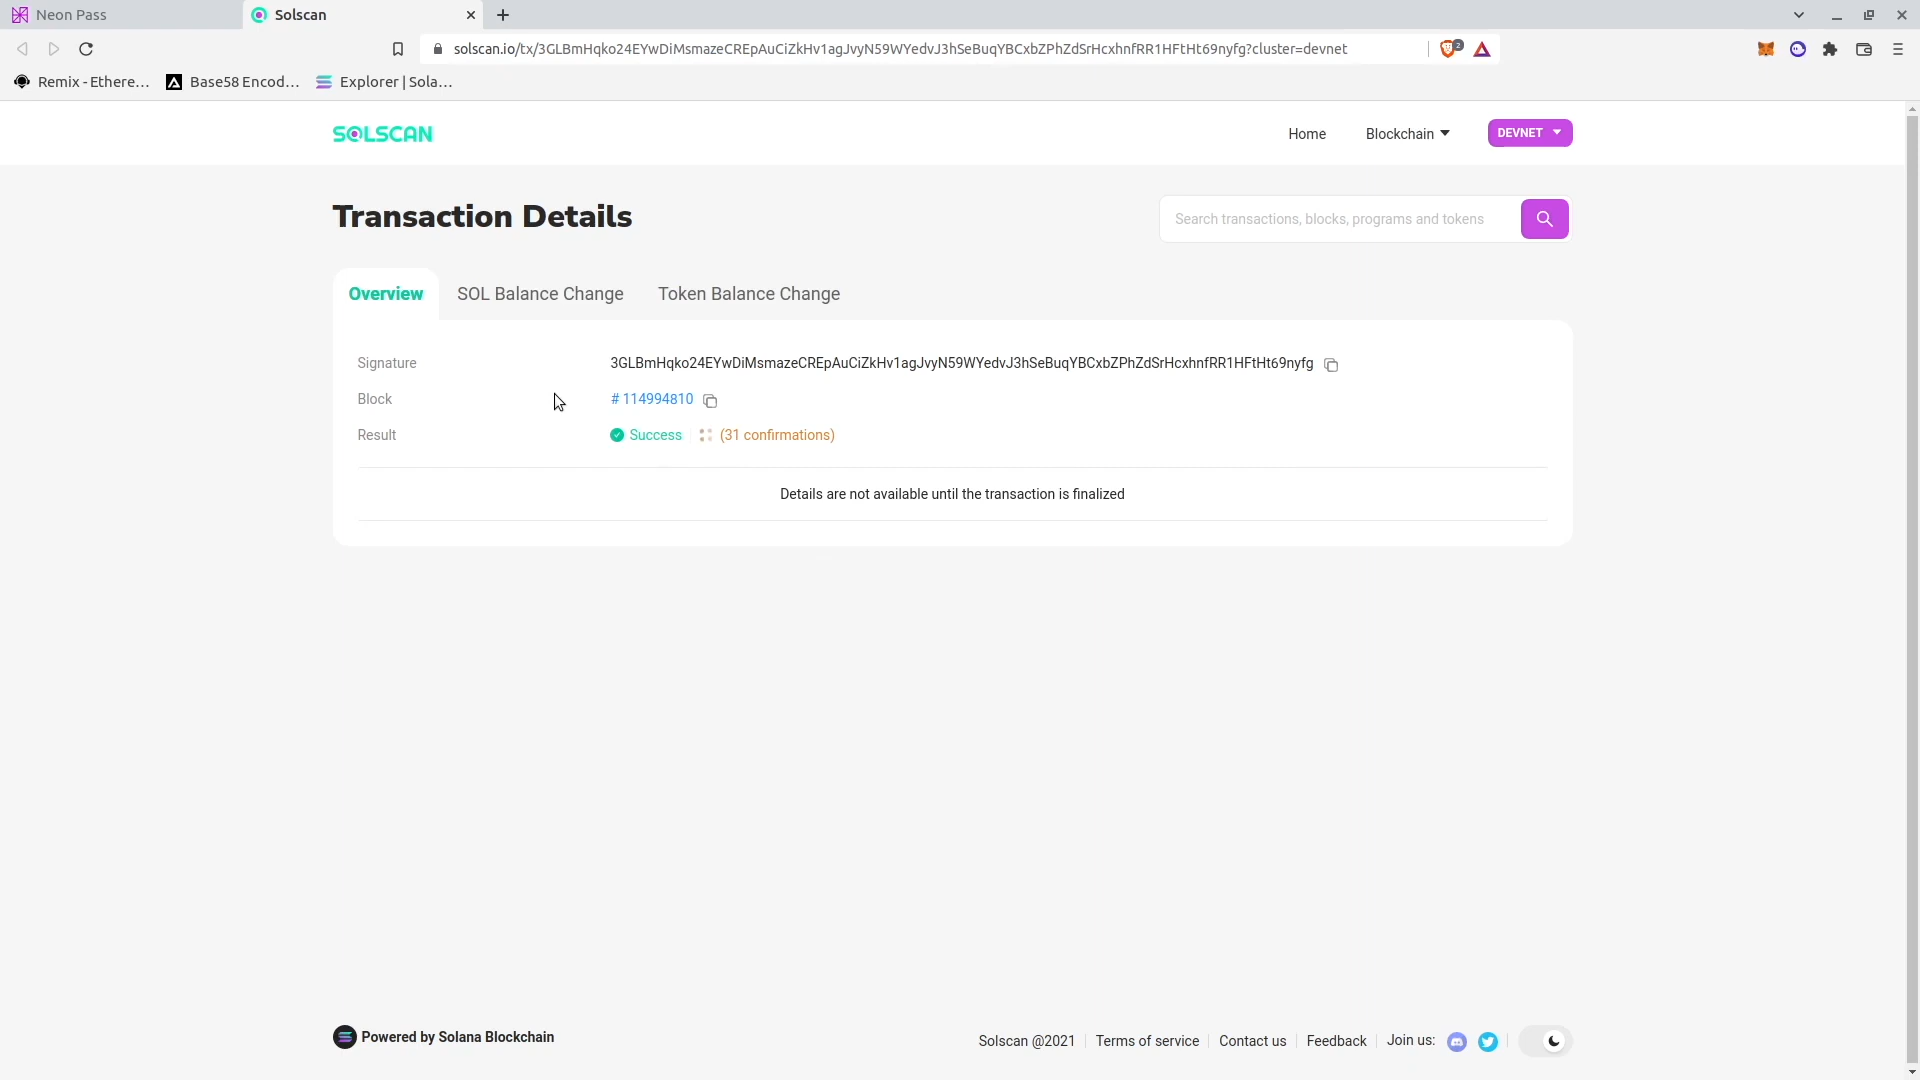 Neon Pass
Solscan
solscan.io/tx/3GLBmHqko24EYwDiMsmazeCREpAuCiZkHv1agJvyN59WYedvJ3hSeBuqYBCxbZPhZdSrHcxhnfRR1HFtHt69nyfg?cluster=devnet
2
Remix - Ethere...
Base58 Encod...
Explorer | Sola...
SOLSCAN
Home
Blockchain
DEVNET
Transaction Details
Search transactions, blocks, programs and tokens
Overview
SOL Balance Change
Token Balance Change
Signature
3GLBmHqko24EYwDiMsmazeCREpAuCiZkHv1agJvyN59WYedvJ3hSeBuqYBCxbZPhZdSrHcxhnfRR1HFtHt69nyfg
Block
# 114994810
Result
Success
(31 confirmations)
Details are not available until the transaction is finalized
Powered by Solana Blockchain
Solscan @2021
Terms of service
Contact us
Feedback
Join us: